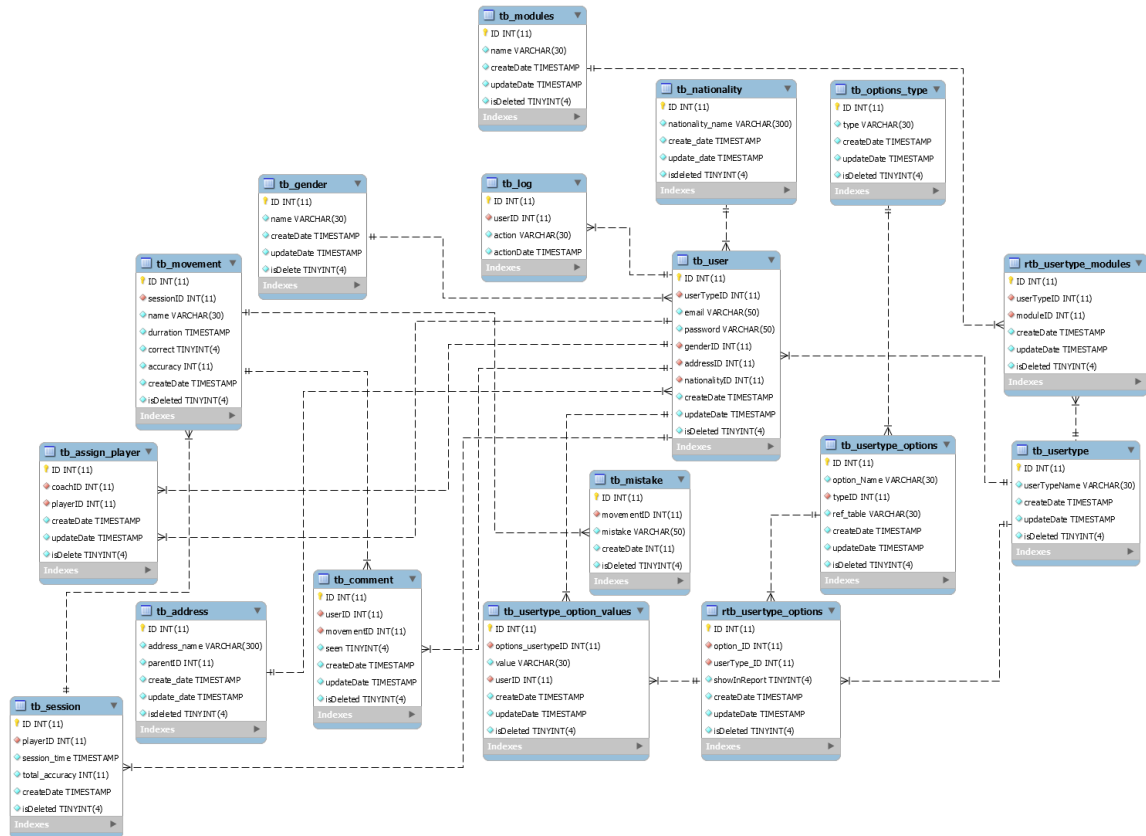 tb_modules
ID INT(11)
name VARCHAR(30)
createDate TIMESTAMP
updateDate TIMESTAMP
isDeleted TINYINT(4)
Indexes
tb_nationality
ID INT(11)
nationality_name VARCHAR(300)
create_date TIMESTAMP
update_date TIMESTAMP
isdeleted TINYINT(4)
Indexes
tb_options_type
ID INT(11)
type VARCHAR(30)
createDate TIMESTAMP
updateDate TIMESTAMP
isDeleted TINYINT(4)
Indexes
tb_gender
ID INT(11)
name VARCHAR(30)
createDate TIMESTAMP
updateDate TIMESTAMP
isDelete TINYINT(4)
Indexes
tb_log
ID INT(11)
userID INT(11)
action VARCHAR(30)
actionDate TIMESTAMP
Indexes
tb_movement
ID INT(11)
sessionID INT(11)
name VARCHAR(30)
durration TIMESTAMP
correct TINYINT(4)
accuracy INT(11)
createDate TIMESTAMP
isDeleted TINYINT(4)
Indexes
tb_user
ID INT(11)
userTypeID INT(11)
email VARCHAR(50)
password VARCHAR(50)
genderID INT(11)
addressID INT(11)
nationalityID INT(11)
createDate TIMESTAMP
updateDate TIMESTAMP
isDeleted TINYINT(4)
Indexes
rtb_usertype_modules
ID INT(11)
userTypeID INT(11)
moduleID INT(11)
createDate TIMESTAMP
updateDate TIMESTAMP
isDeleted TINYINT(4)
Indexes
tb_assign_player
ID INT(11)
coachID INT(11)
playerID INT(11)
createDate TIMESTAMP
updateDate TIMESTAMP
isDelete TINYINT(4)
Indexes
tb_mistake
ID INT(11)
movementID INT(11)
mistake VARCHAR(50)
createDate INT(11)
isDeleted TINYINT(4)
Indexes
tb_usertype_options
ID INT(11)
option_Name VARCHAR(30)
typeID INT(11)
ref_table VARCHAR(30)
createDate TIMESTAMP
updateDate TIMESTAMP
isDeleted TINYINT(4)
Indexes
tb_usertype
ID INT(11)
userTypeName VARCHAR(30)
createDate TIMESTAMP
updateDate TIMESTAMP
isDeleted TINYINT(4)
Indexes
tb_address
ID INT(11)
address_name VARCHAR(300)
parentID INT(11)
create_date TIMESTAMP
update_date TIMESTAMP
isdeleted TINYINT(4)
Indexes
tb_comment
ID INT(11)
userID INT(11)
movementID INT(11)
seen TINYINT(4)
createDate TIMESTAMP
updateDate TIMESTAMP
isDeleted TINYINT(4)
Indexes
tb_usertype_option_values
ID INT(11)
options_usertypeID INT(11)
value VARCHAR(30)
userID INT(11)
createDate TIMESTAMP
updateDate TIMESTAMP
isDeleted TINYINT(4)
Indexes
rtb_usertype_options
ID INT(11)
option_ID INT(11)
userType_ID INT(11)
showInReport TINYINT(4)
createDate TIMESTAMP
updateDate TIMESTAMP
isDeleted TINYINT(4)
Indexes
tb_session
ID INT(11)
playerID INT(11)
session_time TIMESTAMP
total_accuracy INT(11)
createDate TIMESTAMP
isDeleted TINYINT(4)
Indexes